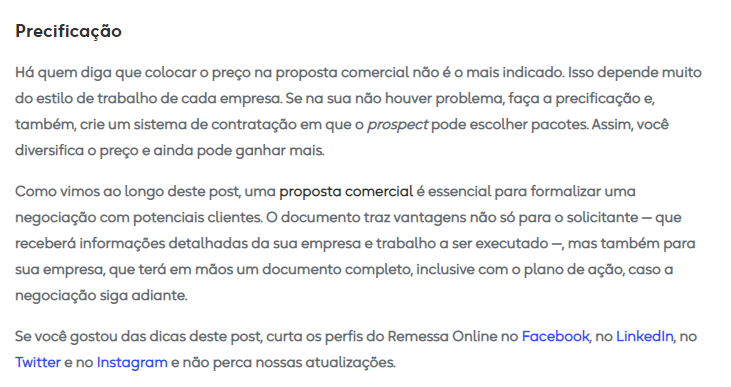 Precificação
Há quem diga que colocar o preço na proposta comercial não é o mais indicado. Isso depende muito
do estilo de trabalho de cada empresa. Se na sua não houver problema, faça a precificação e,
também, crie um sistema de contratação em que o prospect pode escolher pacotes. Assim, você
diversifica o preço e ainda pode ganhar mais.
Como vimos ao longo deste post, uma proposta comercial é essencial para formalizar uma
negociação com potenciais clientes. O documento traz vantagens não só para o solicitante — que
receberá informações detalhadas da sua empresa e trabalho a ser executado —, mas também para
sua empresa, que terá em mãos um documento completo, inclusive com o plano de ação, caso a
negociação siga adiante.
Se você gostou das dicas deste post, curta os perfis do Remessa Online no Facebook, no LinkedIn, no
Twitter e no Instagram e não perca nossas atualizações.